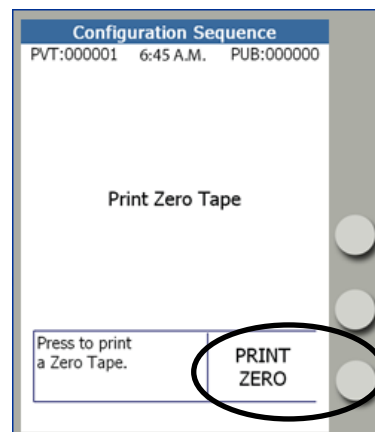 Configuration Sequence
PVT:000001 6:45 A.M. PUB:000000
Print Zero Tape
Press to print
a Zero Tape.
PRINT
ZERO